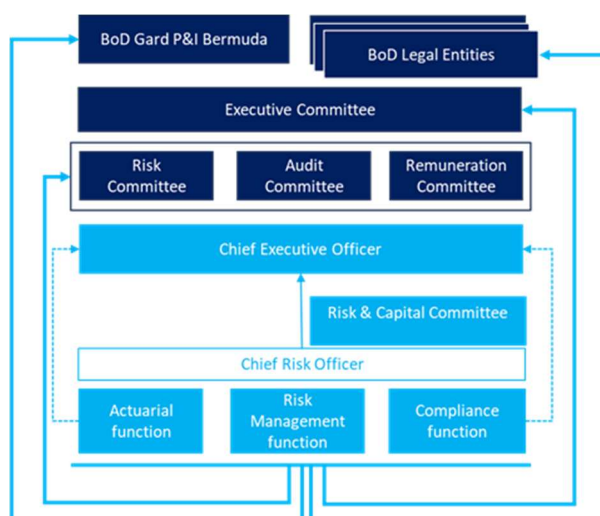 BoD Gard P&I Bermuda
BoD Legal Entities
Executive Committee
Risk
Committee
Audit
Committee
Remuneration
Committee
Chief Executive Officer
Risk & Capital Committee
Chief Risk Officer
Actuarial
function
Risk
Management
function
Compliance
function